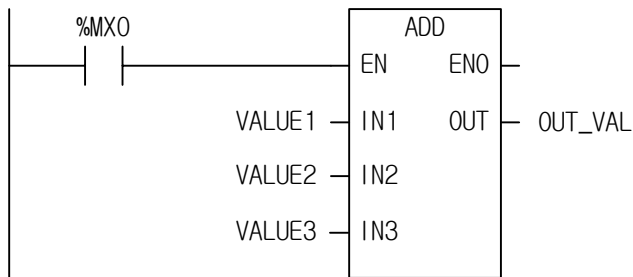 %MX0
ADD
EN ENO
VALUE1 IN1 OUT OUT_VAL
VALUE2 IN2
VALUE3 IN3